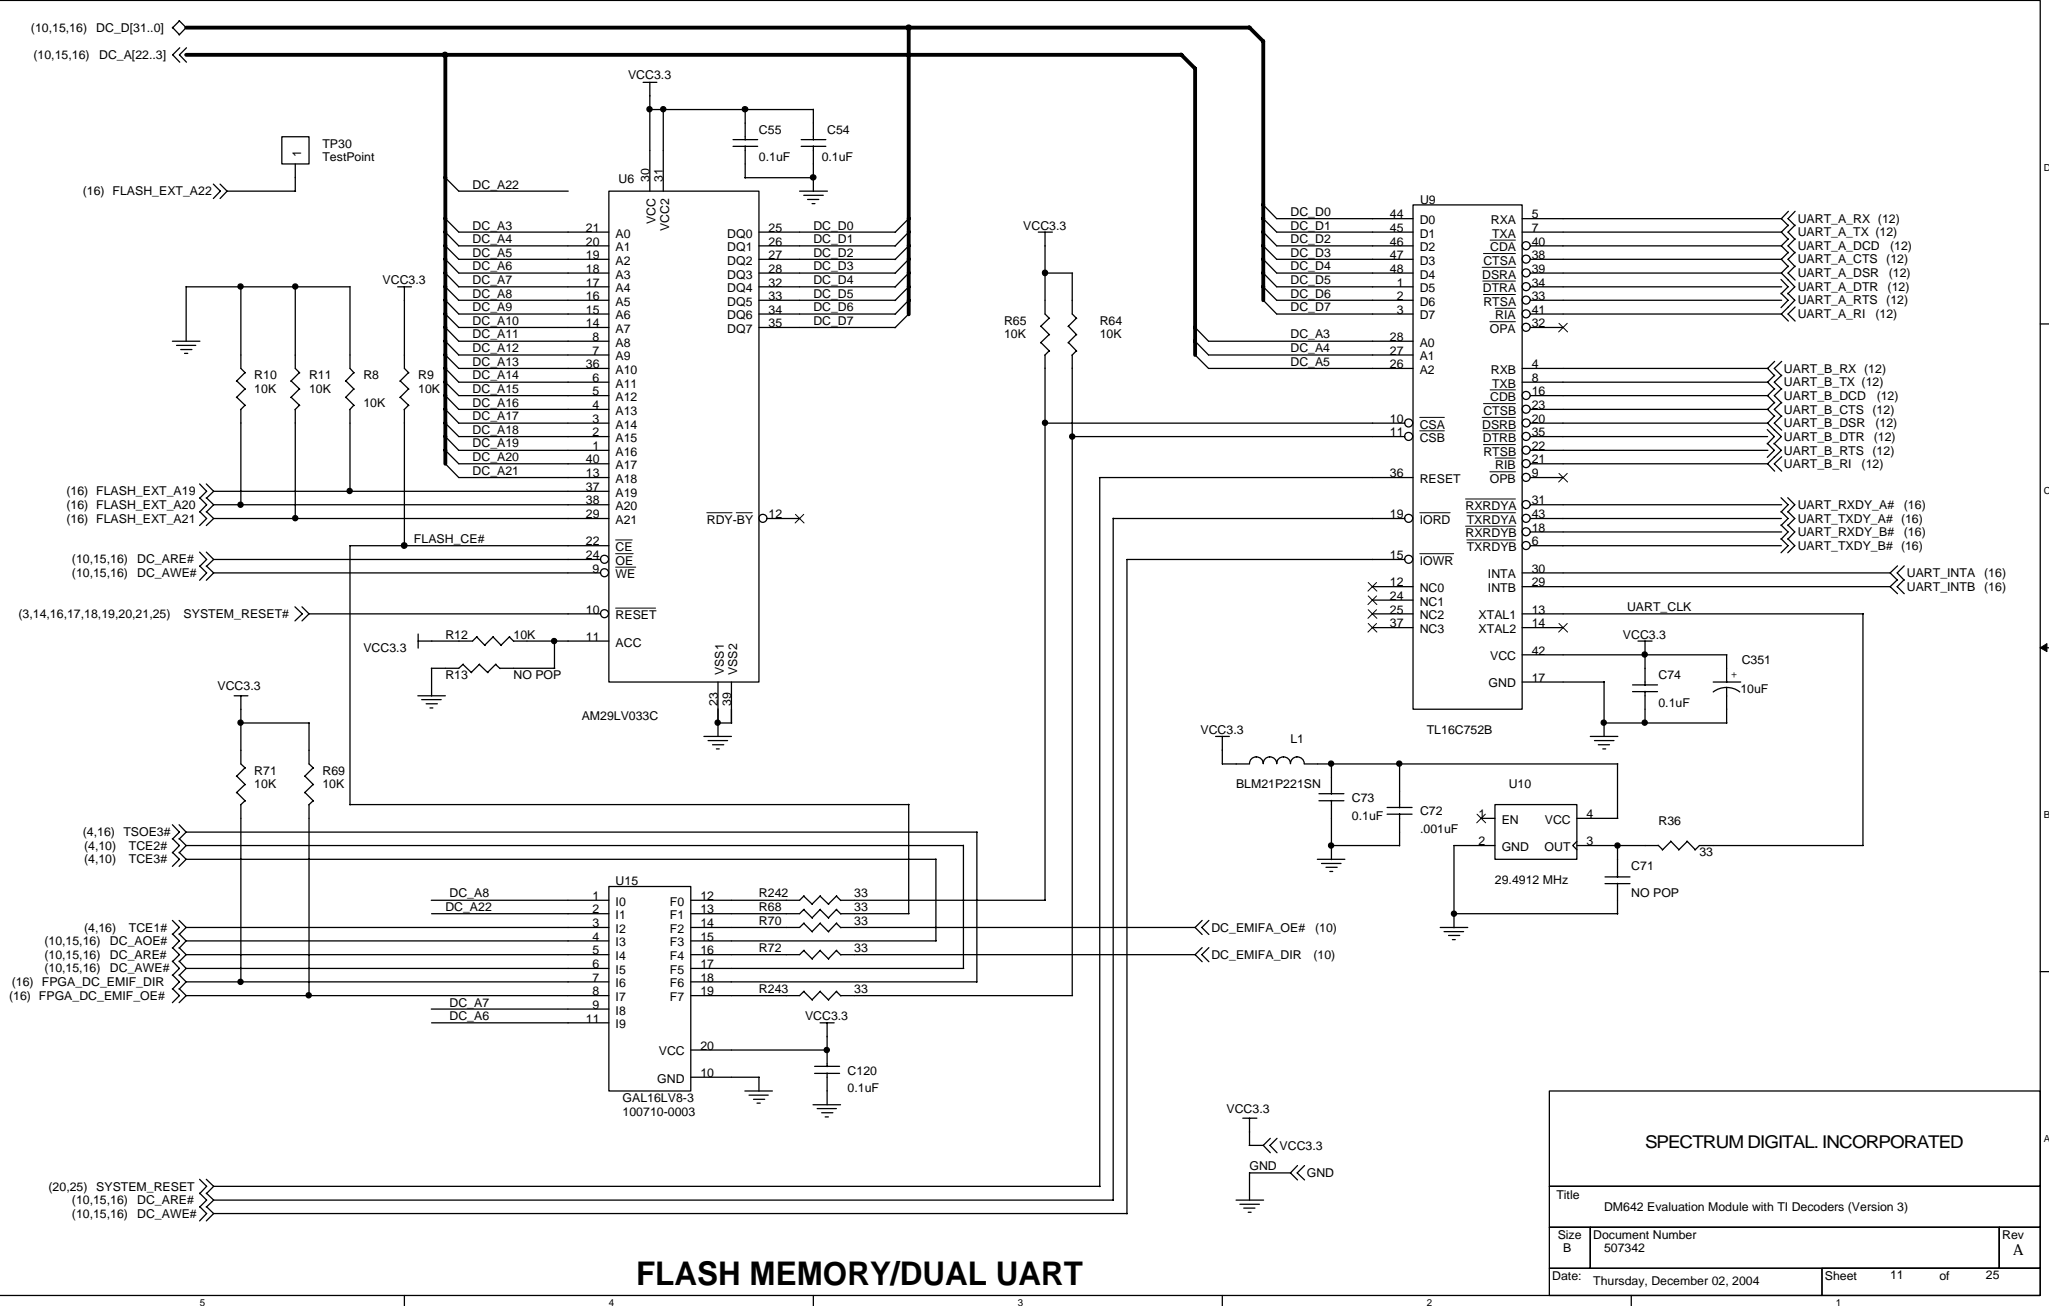 (10,15,16) DC_D[31..0]
(10,15,16) DC_A[22..3]
VCC3.3
C55
0.1uF
C54
0.1uF
1
TP30
TestPoint
(16) FLASH_EXT_A22
U6
30
31
VCC
VCC2
DC_A22
DC_A3 21 A0
DC_A4 20 A1
DC_A5 19 A2
DC_A6 18 A3
DC_A7 17 A4
DC_A8 16 A5
DC_A9 15 A6
DC_A10 14 A7
DC_A11 8 A8
DC_A12 7 A9
DC_A13 36 A10
DC_A14 6 A11
DC_A15 5 A12
DC_A16 4 A13
DC_A17 3 A14
DC_A18 2 A15
DC_A19 1 A16
DC_A20 40 A17
DC_A21 13 A18
37 A19
38 A20
29 A21
DQ0 25 DC_D0
DQ1 26 DC_D1
DQ2 27 DC_D2
DQ3 28 DC_D3
DQ4 32 DC_D4
DQ5 33 DC_D5
DQ6 34 DC_D6
DQ7 35 DC_D7
RDY-BY 12
VCC3.3
R10
10K
R11
10K
R8
10K
R9
10K
(16) FLASH_EXT_A19
(16) FLASH_EXT_A20
(16) FLASH_EXT_A21
FLASH_CE# 22 CE
(10,15,16) DC_ARE# 24 OE
(10,15,16) DC_AWE# 9 WE
(3,14,16,17,18,19,20,21,25) SYSTEM_RESET# 10 RESET
VCC3.3 R12 10K 11 ACC
R13 NO POP
VSS1
VSS2
23
39
AM29LV033C
VCC3.3
R65
10K
R64
10K
U9
DC_D0 44 D0
DC_D1 45 D1
DC_D2 46 D2
DC_D3 47 D3
DC_D4 48 D4
DC_D5 1 D5
DC_D6 2 D6
DC_D7 3 D7
DC_A3 28 A0
DC_A4 27 A1
DC_A5 26 A2
10 CSA
11 CSB
36 RESET
19 IORD
15 IOWR
12 NC0
24 NC1
25 NC2
37 NC3
RXA 5 UART_A_RX (12)
TXA 7 UART_A_TX (12)
CDA 40 UART_A_DCD (12)
CTSA 38 UART_A_CTS (12)
DSRA 39 UART_A_DSR (12)
DTRA 34 UART_A_DTR (12)
RTSA 33 UART_A_RTS (12)
RIA 41 UART_A_RI (12)
OPA 32
RXB 4 UART_B_RX (12)
TXB 8 UART_B_TX (12)
CDB 16 UART_B_DCD (12)
CTSB 23 UART_B_CTS (12)
DSRB 20 UART_B_DSR (12)
DTRB 35 UART_B_DTR (12)
RTSB 22 UART_B_RTS (12)
RIB 21 UART_B_RI (12)
OPB 9
RXRDYA 31 UART_RXDY_A# (16)
TXRDYA 43 UART_TXDY_A# (16)
RXRDYB 18 UART_RXDY_B# (16)
TXRDYB 6 UART_TXDY_B# (16)
INTA 30 UART_INTA (16)
INTB 29 UART_INTB (16)
XTAL1 13 UART_CLK
XTAL2 14
VCC3.3
VCC 42
GND 17
C74
0.1uF
C351
+
10uF
TL16C752B
VCC3.3
L1
BLM21P221SN
C73
0.1uF
C72
.001uF
U10
1 EN VCC 4
2 GND OUT 3
29.4912 MHz
R36
33
C71
NO POP
VCC3.3
R71
10K
R69
10K
(4,16) TSOE3#
(4,10) TCE2#
(4,10) TCE3#
U15
DC_A8 1 I0
DC_A22 2 I1
(4,16) TCE1# 3 I2
(10,15,16) DC_AOE# 4 I3
(10,15,16) DC_ARE# 5 I4
(10,15,16) DC_AWE# 6 I5
(16) FPGA_DC_EMIF_DIR 7 I6
(16) FPGA_DC_EMIF_OE# 8 I7
DC_A7 9 I8
DC_A6 11 I9
F0 12 R242 33
F1 13 R68 33
F2 14 R70 33 DC_EMIFA_OE# (10)
F3 15
F4 16 R72 33 DC_EMIFA_DIR (10)
F5 17
F6 18
F7 19 R243 33
VCC3.3
VCC 20
GND 10
C120
0.1uF
GAL16LV8-3
100710-0003
VCC3.3
VCC3.3
GND
GND
(20,25) SYSTEM_RESET
(10,15,16) DC_ARE#
(10,15,16) DC_AWE#
FLASH MEMORY/DUAL UART
SPECTRUM DIGITAL. INCORPORATED
Title
DM642 Evaluation Module with TI Decoders (Version 3)
Size
B
Document Number
507342
Rev
A
Date: Thursday, December 02, 2004
Sheet 11 of 25
D
C
B
A
5 4 3 2 1